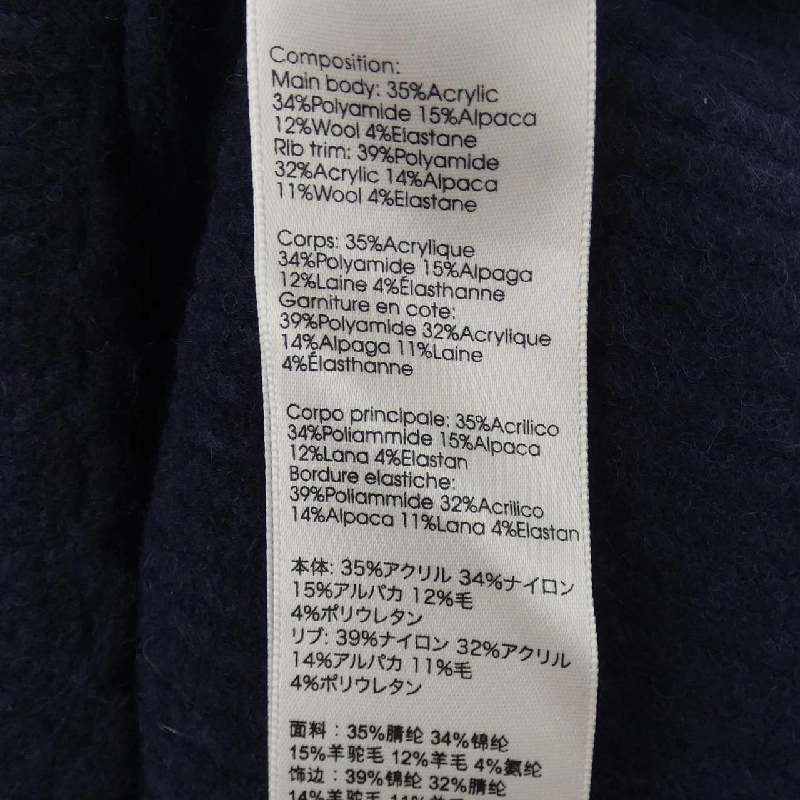 Composition:
Main body: 35%Acrylic
34%Polyamide 15%Alpaca
12%Wool 4%Elastane
Rib trim: 39%Polyamide
32%Acrylic 14%Alpaca
11%Wool 4%Elastane
Corps: 35%Acrylique
34%Polyamide 15%Alpaga
12%Laine 4%Élasthanne
Garniture en cote:
39%Polyamide 32%Acrylique
14%Alpaga 11%Laine
4%Élasthanne
Corpo principale: 35%Acrilico
34%Poliammide 15%Alpaca
12%Lana 4%Elastan
Bordure elastiche:
39%Poliammide 32%Acrilico
14%Alpaca 11%Lana 4%Elastan
本体: 35%アクリル 34%ナイロン
15%アルパカ 12%毛
4%ポリウレタン
リブ: 39%ナイロン 32%アクリル
14%アルパカ 11%毛
4%ポリウレタン
面料：35%腈纶 34%锦纶
15%羊驼毛 12%羊毛 4%氨纶
饰边：39%锦纶 32%腈纶
14%羊驼毛 11%羊毛